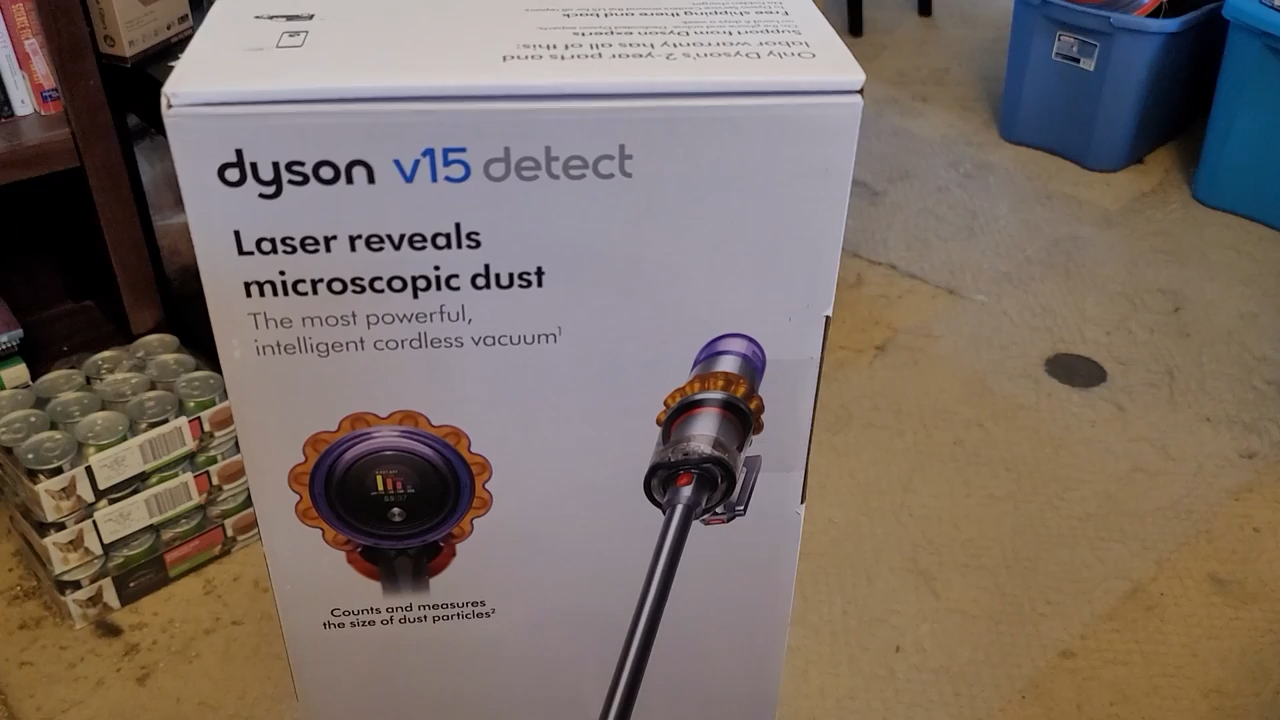 Only Dyson's 2-year parts and
labor warranty has all of this:
Support from Dyson experts
Free shipping there and back
dyson v15 detect
Laser reveals
microscopic dust
The most powerful,
intelligent cordless vacuum¹
Counts and measures
the size of dust particles²